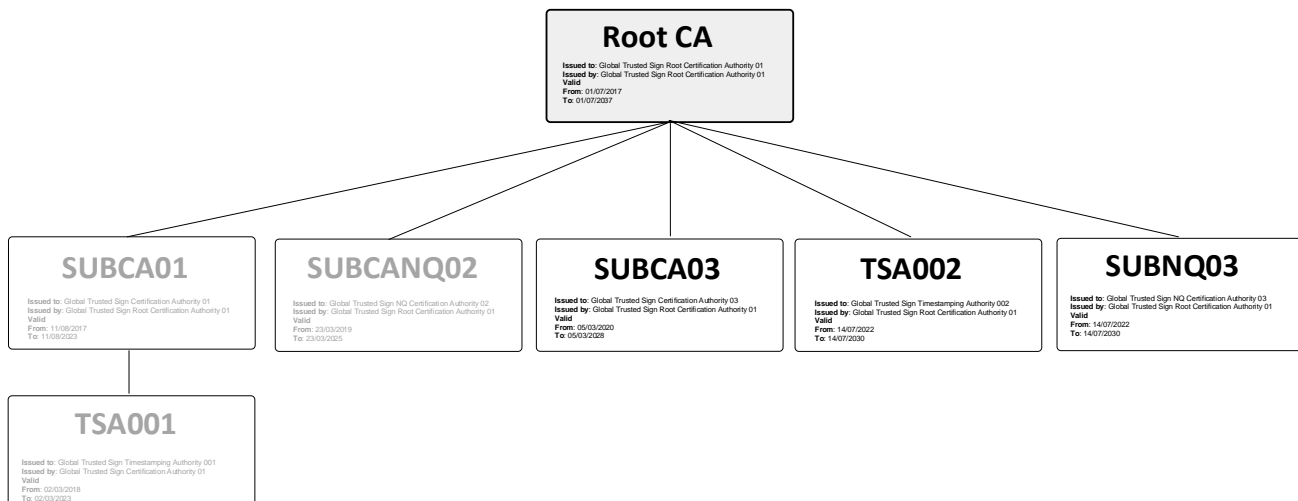 Root CA
Issued to: Global Trusted Sign Root Certification Authority 01
Issued by: Global Trusted Sign Root Certification Authority 01
Valid
From: 01/07/2017
To: 01/07/2037
SUBCA01
Issued to: Global Trusted Sign Certification Authority 01
Issued by: Global Trusted Sign Root Certification Authority 01
Valid
From: 11/08/2017
To: 11/08/2023
SUBCANQ02
Issued to: Global Trusted Sign NQ Certification Authority 02
Issued by: Global Trusted Sign Root Certification Authority 01
Valid
From: 23/03/2019
To: 23/03/2025
SUBCA03
Issued to: Global Trusted Sign Certification Authority 03
Issued by: Global Trusted Sign Root Certification Authority 01
Valid
From: 05/03/2020
To: 05/03/2028
TSA002
Issued to: Global Trusted Sign Timestamping Authority 002
Issued by: Global Trusted Sign Root Certification Authority 01
Valid
From: 14/07/2022
To: 14/07/2030
SUBNQ03
Issued to: Global Trusted Sign NQ Certification Authority 03
Issued by: Global Trusted Sign Root Certification Authority 01
Valid
From: 14/07/2022
To: 14/07/2030
TSA001
Issued to: Global Trusted Sign Timestamping Authority 001
Issued by: Global Trusted Sign Certification Authority 01
Valid
From: 02/03/2018
To: 02/03/2023